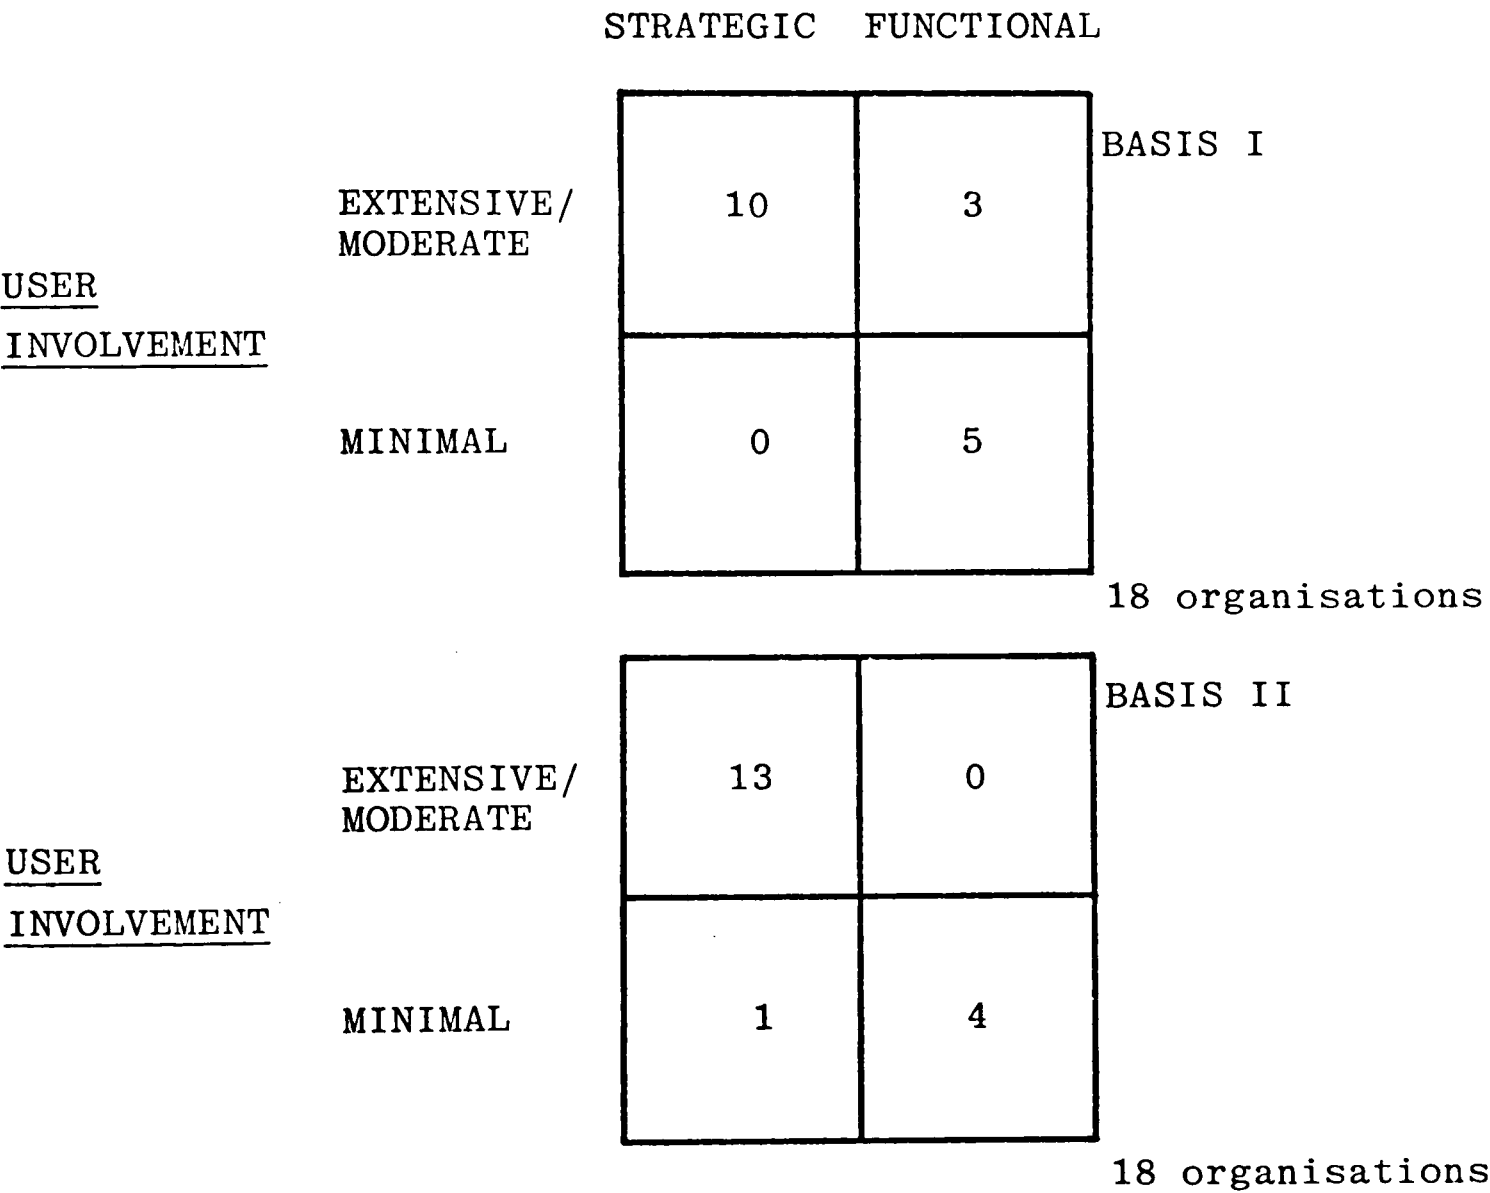 STRATEGIC FUNCTIONAL
BASIS I
EXTENSIVE/
MODERATE
10 3
USER
INVOLVEMENT
MINIMAL
0 5
18 organisations
BASIS II
EXTENSIVE/
MODERATE
13 0
USER
INVOLVEMENT
MINIMAL
1 4
18 organisations